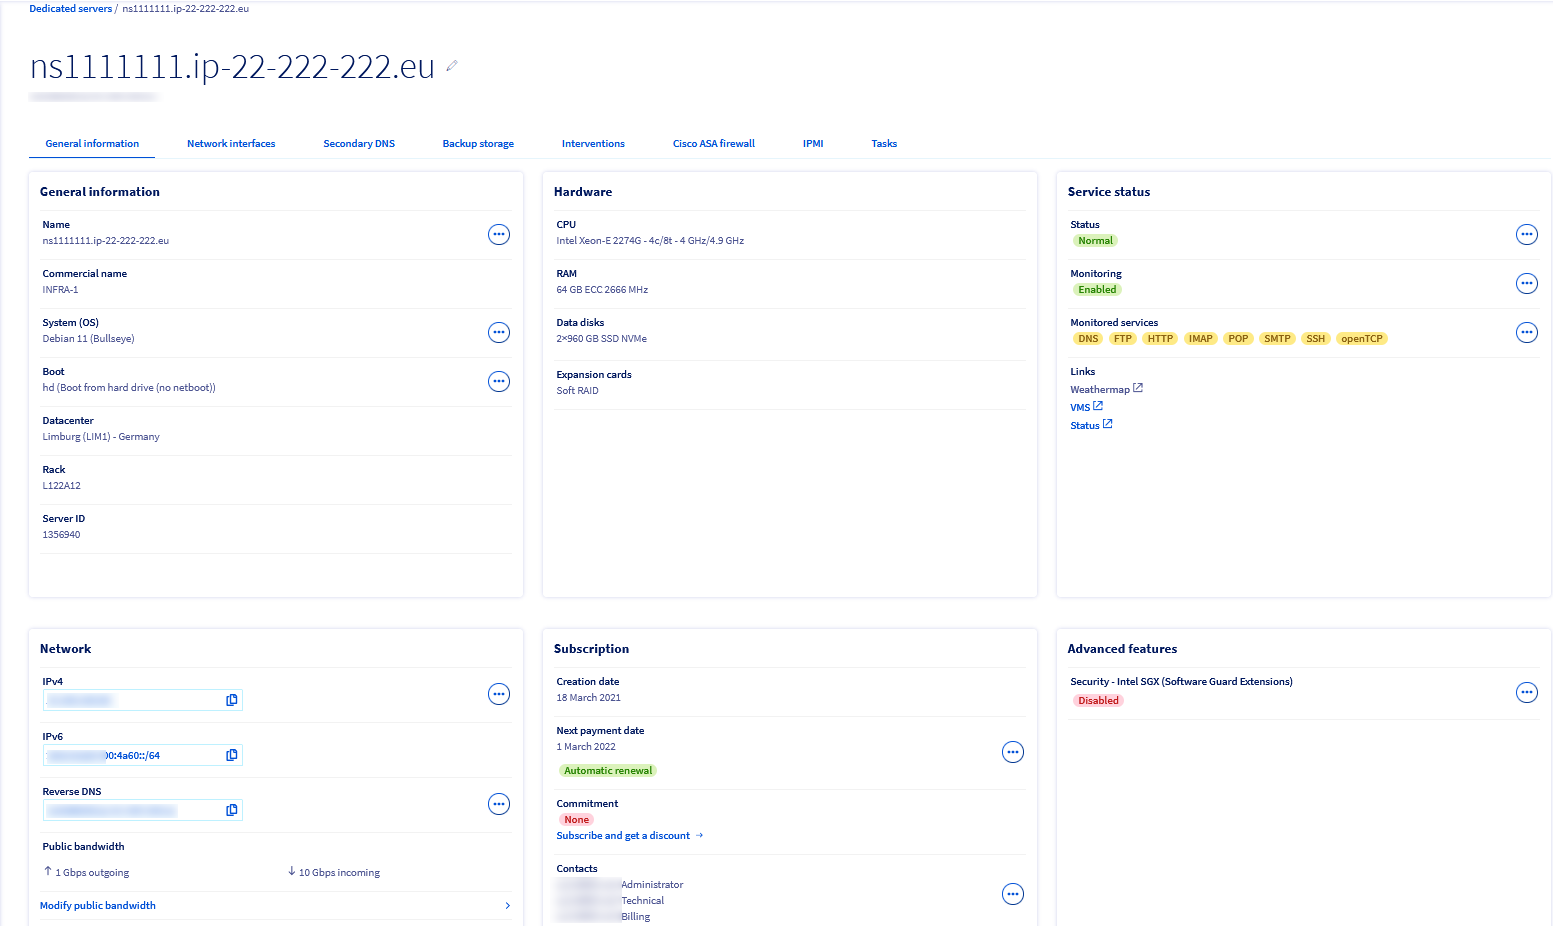 Dedicated servers / ns1111111.ip-22-222-222.eu
ns1111111.ip-22-222-222.eu
General information Network interfaces Secondary DNS Backup storage Interventions Cisco ASA firewall IPMI Tasks
General information
Name
ns1111111.ip-22-222-222.eu
Commercial name
INFRA-1
System (OS)
Debian 11 (Bullseye)
Boot
hd (Boot from hard drive (no netboot))
Datacenter
Limburg (LIM1) - Germany
Rack
L122A12
Server ID
1356940
Hardware
CPU
Intel Xeon-E 2274G - 4c/8t - 4 GHz/4.9 GHz
RAM
64 GB ECC 2666 MHz
Data disks
2×960 GB SSD NVMe
Expansion cards
Soft RAID
Service status
Status
Normal
Monitoring
Enabled
Monitored services
DNS FTP HTTP IMAP POP SMTP SSH openTCP
Links
Weathermap
VMS
Status
Network
IPv4
IPv6
00:4a60::/64
Reverse DNS
Public bandwidth
↑ 1 Gbps outgoing ↓ 10 Gbps incoming
Modify public bandwidth
Subscription
Creation date
18 March 2021
Next payment date
1 March 2022
Automatic renewal
Commitment
None
Subscribe and get a discount →
Contacts
Administrator
Technical
Billing
Advanced features
Security - Intel SGX (Software Guard Extensions)
Disabled